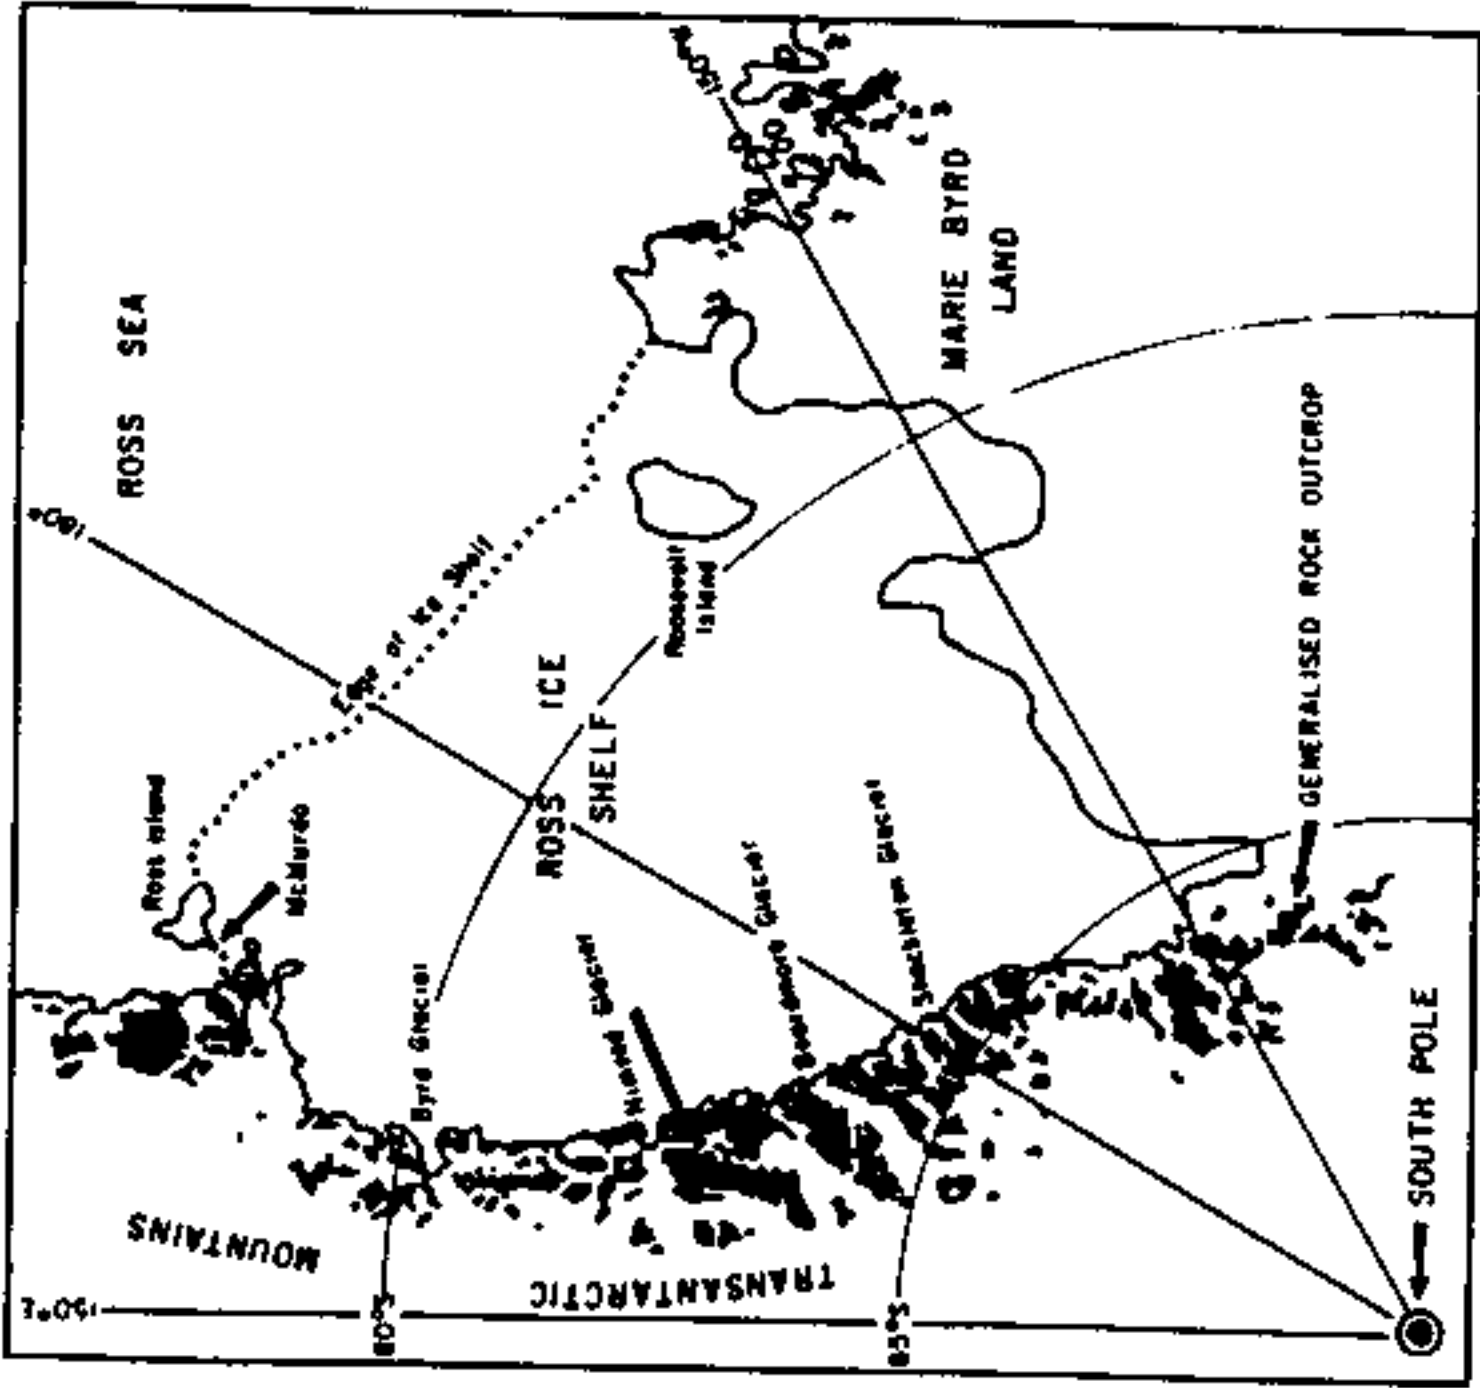 ROSS SEA
180°
150°W
Edge of Ice Shelf
Ross Island
McMurdo
Roosevelt
Island
MARIE BYRD
LAND
ROSS ICE
SHELF
Byrd Glacier
Nimrod Glacier
Beardmore Glacier
Shackleton Glacier
GENERALISED ROCK OUTCROP
TRANSANTARCTIC
MOUNTAINS
150°E
80°S
85°S
SOUTH POLE